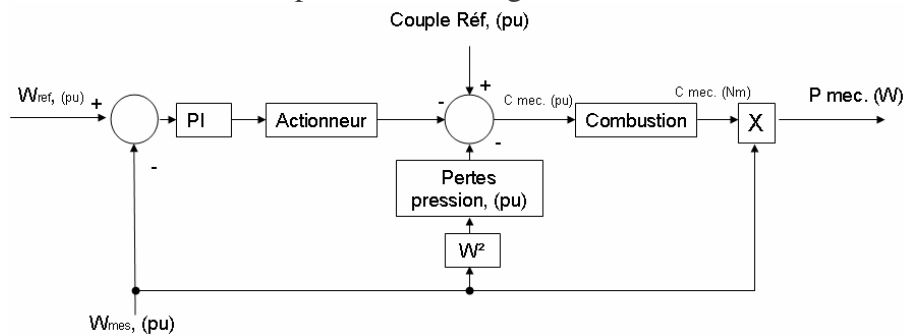 Couple Réf, (pu)
Wref, (pu)
+
-
PI
Actionneur
-
+
-
C mec. (pu)
Combustion
C mec. (Nm)
X
P mec. (W)
Pertes
pression, (pu)
W²
Wmes, (pu)